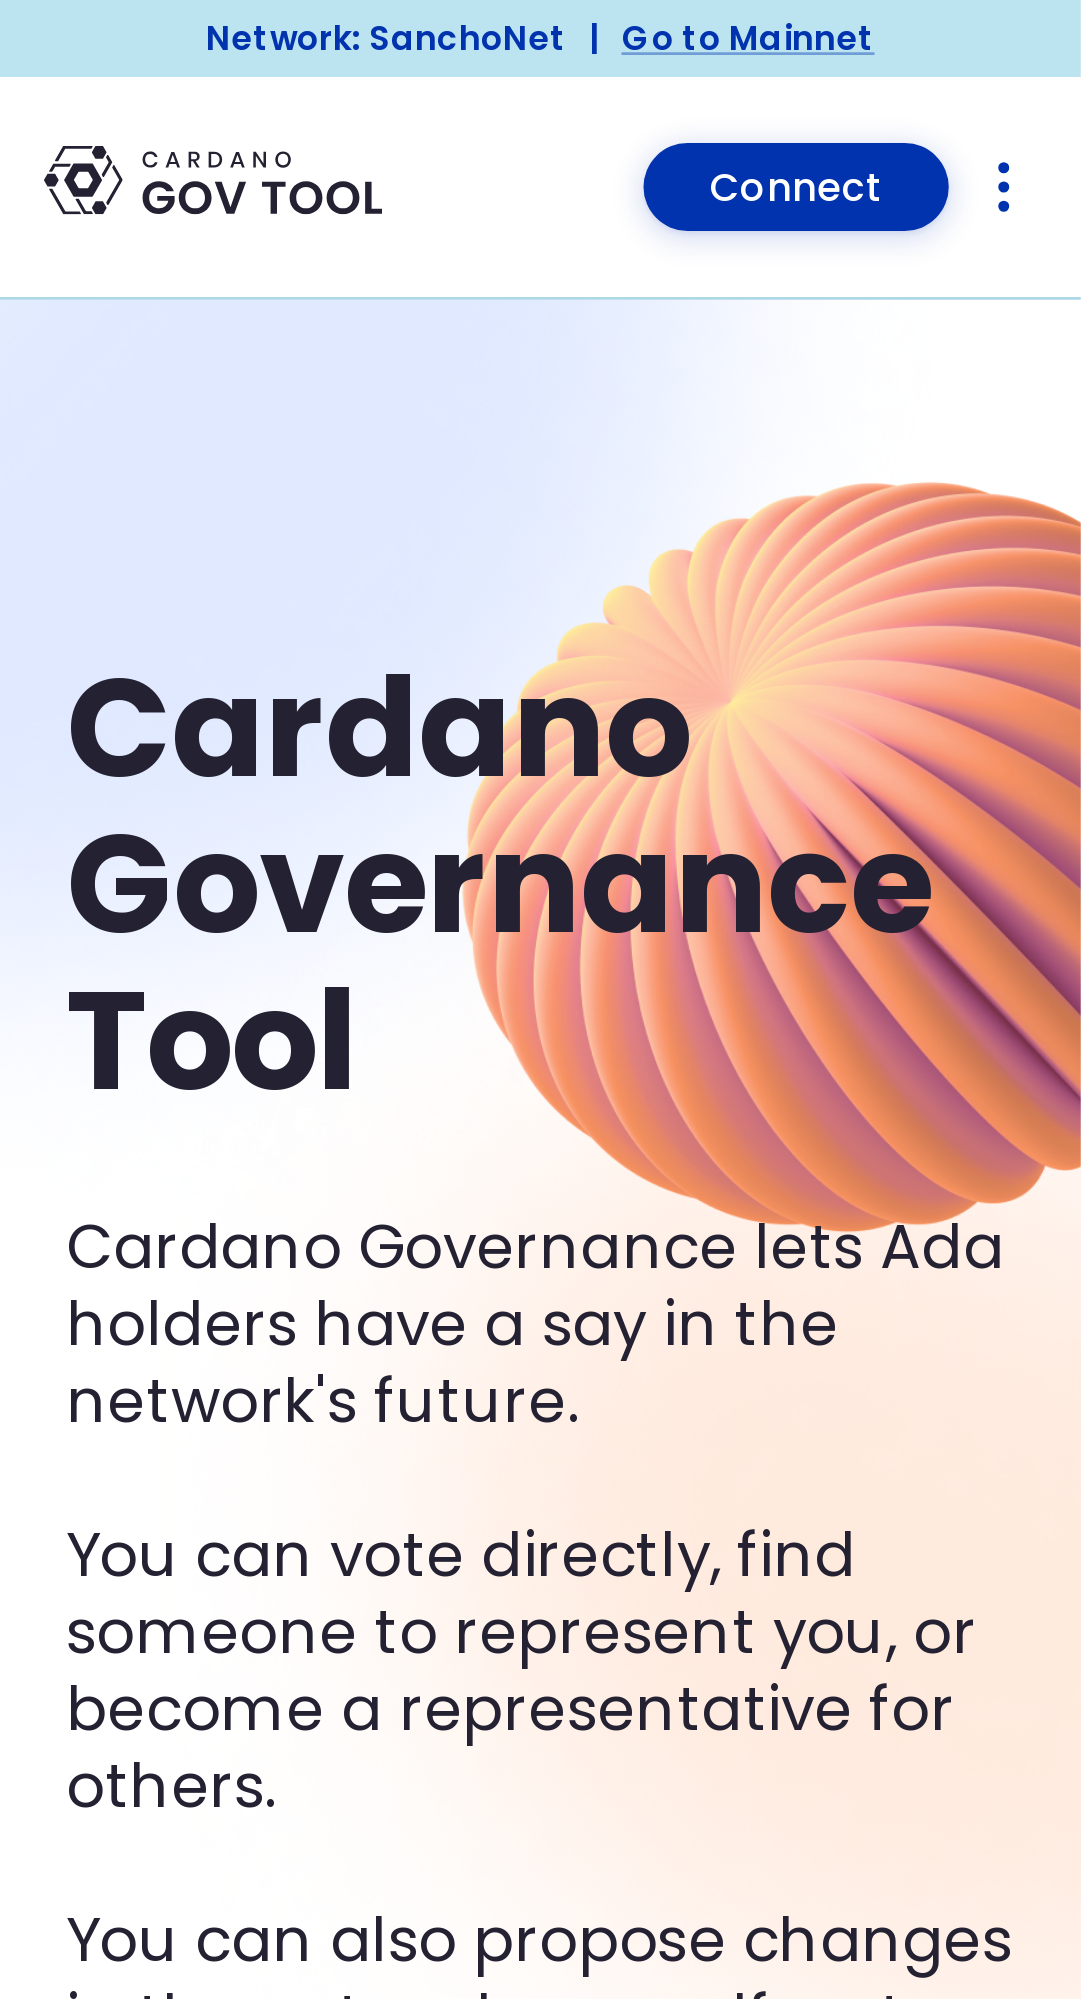 Network: SanchoNet | Go to Mainnet
CARDANO
GOV TOOL
Connect
Cardano
Governance
Tool
Cardano Governance lets Ada
holders have a say in the
network's future.
You can vote directly, find
someone to represent you, or
become a representative for
others.
You can also propose changes